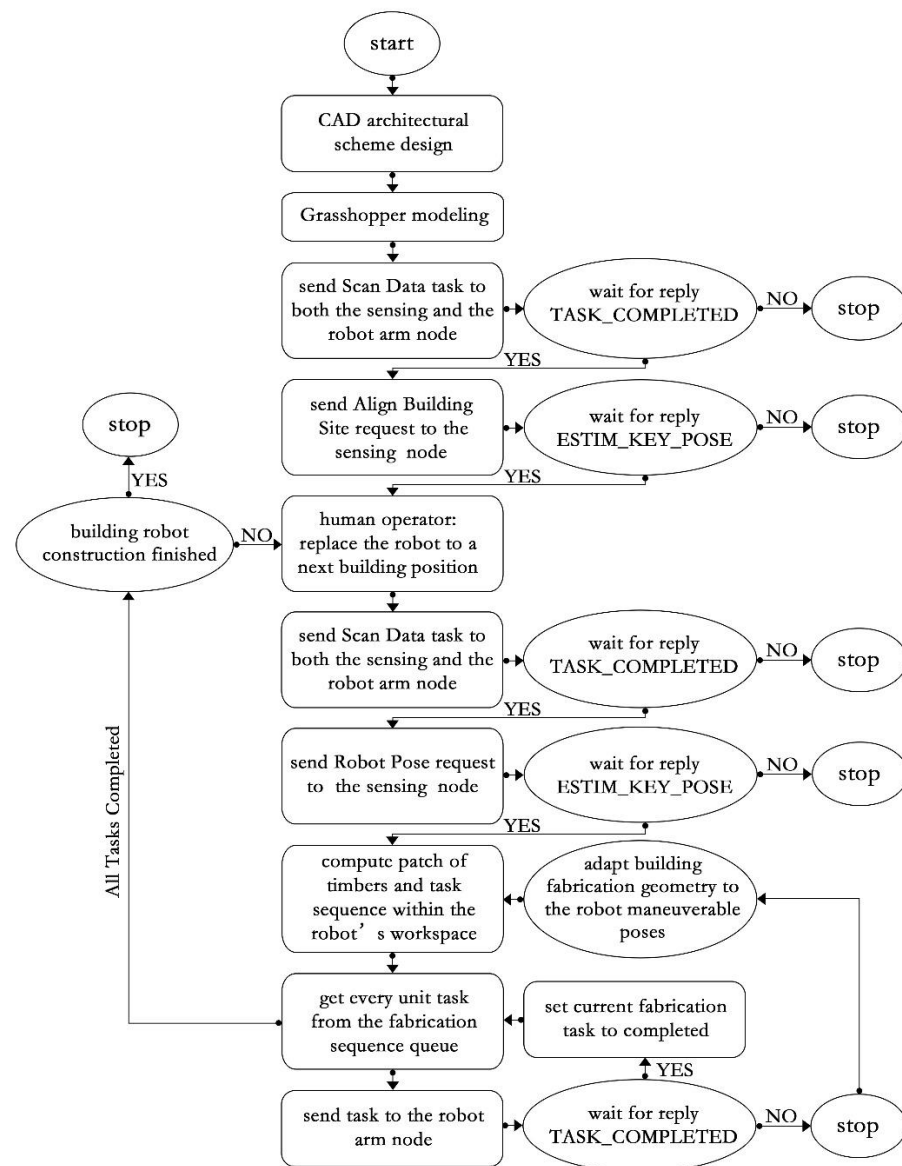 start
CAD architectural
scheme design
Grasshopper modeling
send Scan Data task to
both the sensing and the
robot arm node
wait for reply
TASK_COMPLETED
NO
stop
YES
send Align Building
Site request to the
sensing node
wait for reply
ESTIM_KEY_POSE
NO
stop
YES
stop
YES
building robot
construction finished
NO
human operator:
replace the robot to a
next building position
send Scan Data task to
both the sensing and the
robot arm node
wait for reply
TASK_COMPLETED
NO
stop
YES
send Robot Pose request
to the sensing node
wait for reply
ESTIM_KEY_POSE
NO
stop
YES
All Tasks Completed
compute patch of
timbers and task
sequence within the
robot's workspace
adapt building
fabrication geometry to
the robot maneuverable
poses
get every unit task
from the fabrication
sequence queue
set current fabrication
task to completed
YES
send task to the robot
arm node
wait for reply
TASK_COMPLETED
NO
stop